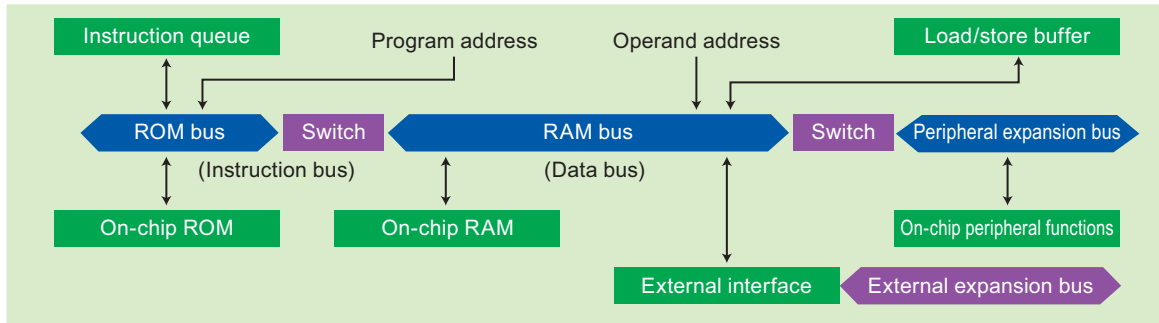 Instruction queue
Program address
Operand address
Load/store buffer
ROM bus
Switch
RAM bus
Switch
Peripheral expansion bus
(Instruction bus)
(Data bus)
On-chip ROM
On-chip RAM
On-chip peripheral functions
External interface
External expansion bus